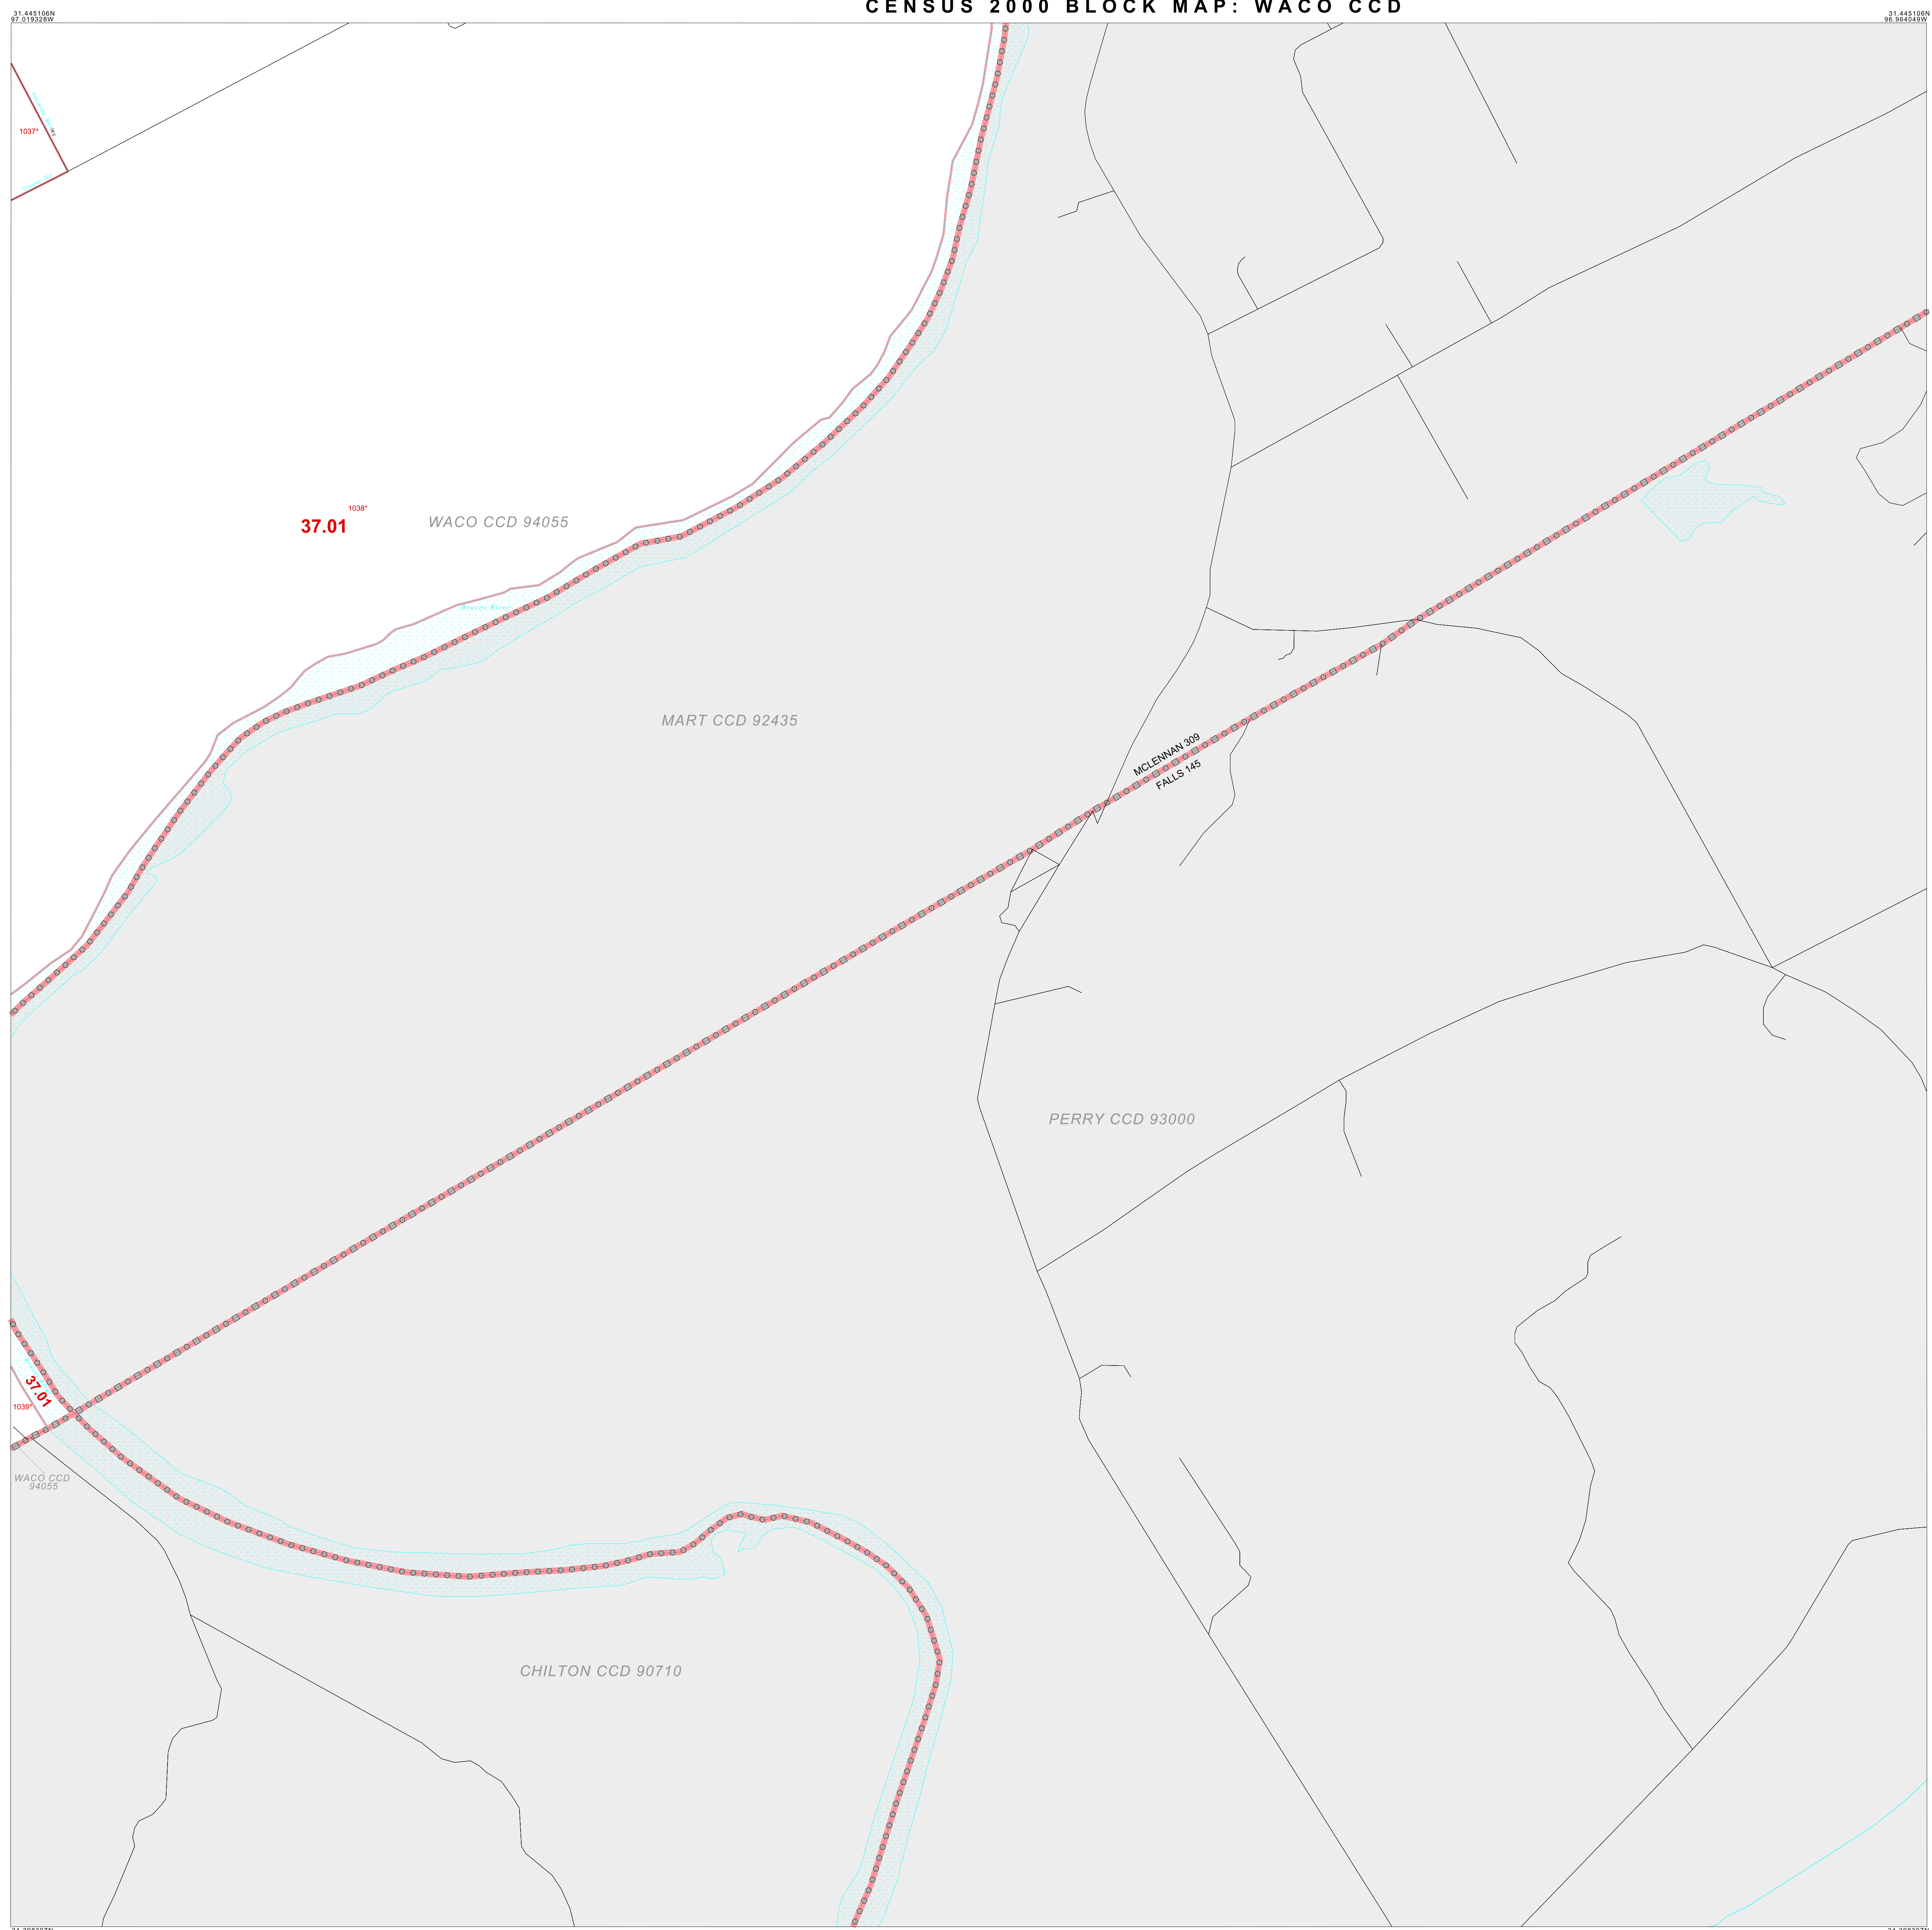 CENSUS 2000 BLOCK MAP: WACO CCD
31.445106N
97.019328W
31.445106N
96.964049W
1037*
1038*
37.01
WACO CCD 94055
Brazos River
MART CCD 92435
MCLENNAN 309
FALLS 145
PERRY CCD 93000
37.01
1039*
WACO CCD
94055
CHILTON CCD 90710